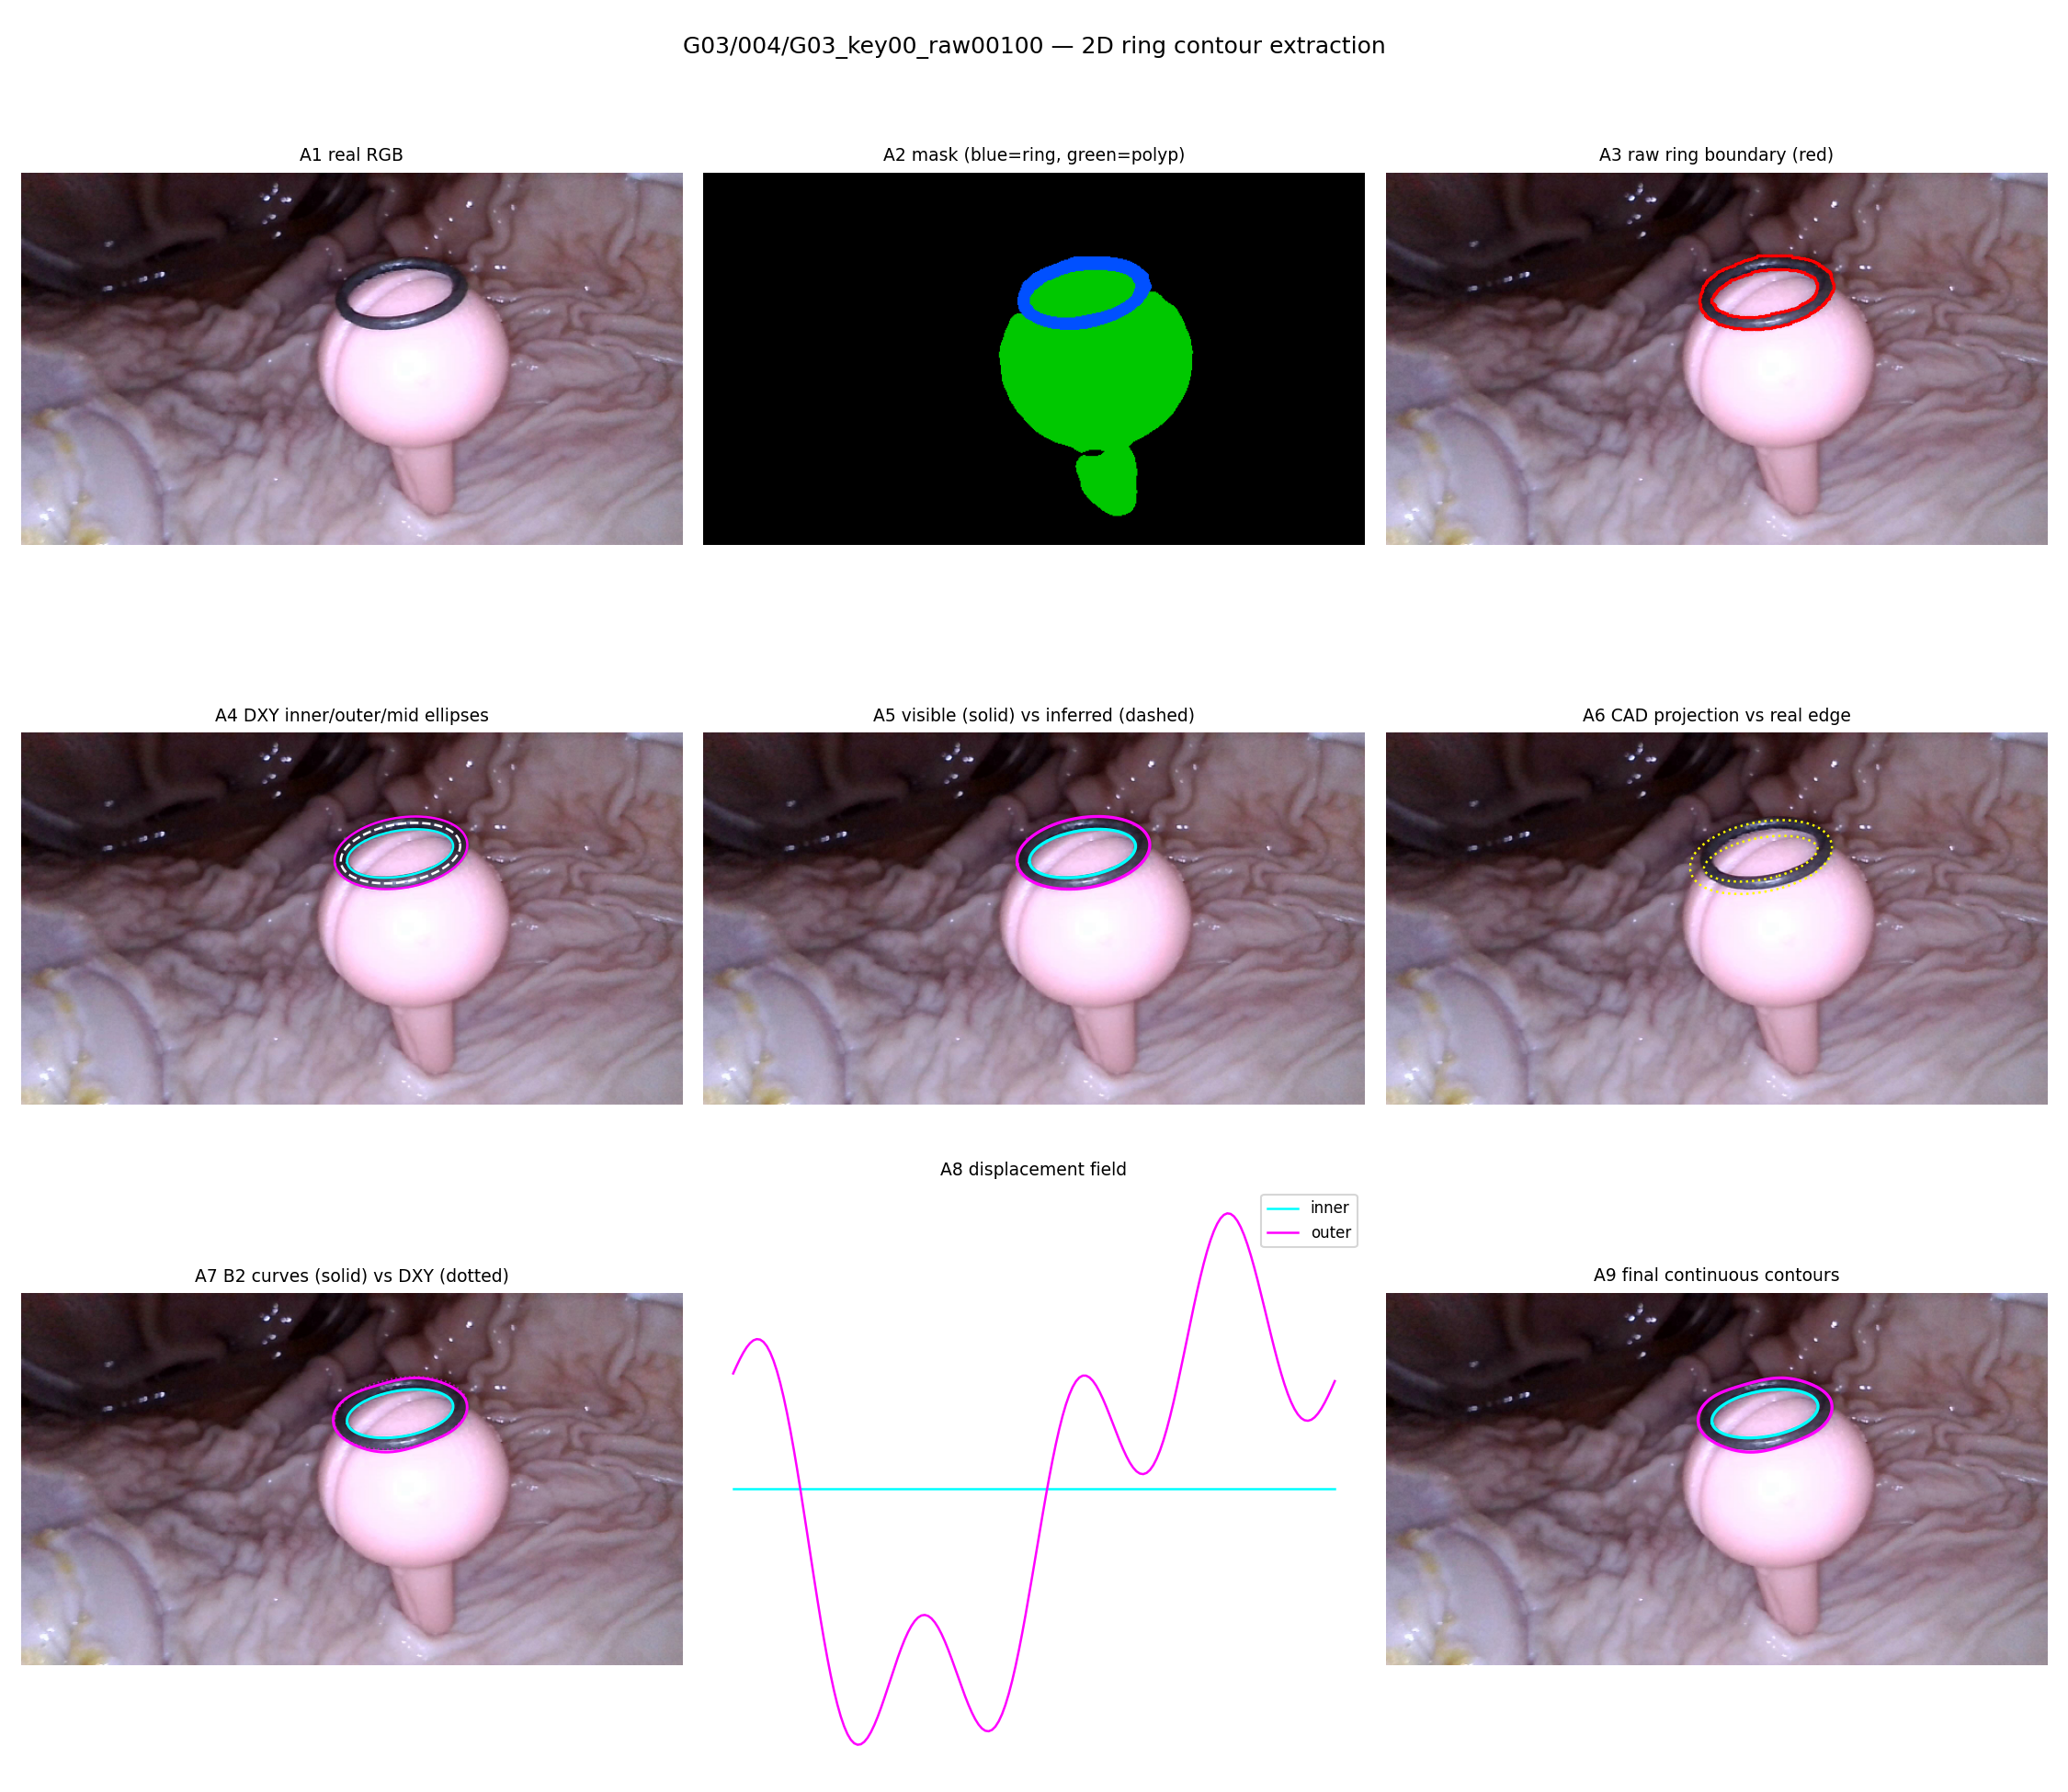 G03/004/G03_key00_raw00100 — 2D ring contour extraction
A1 real RGB
A2 mask (blue=ring, green=polyp)
A3 raw ring boundary (red)
A4 DXY inner/outer/mid ellipses
A5 visible (solid) vs inferred (dashed)
A6 CAD projection vs real edge
A7 B2 curves (solid) vs DXY (dotted)
A8 displacement field
inner
outer
A9 final continuous contours